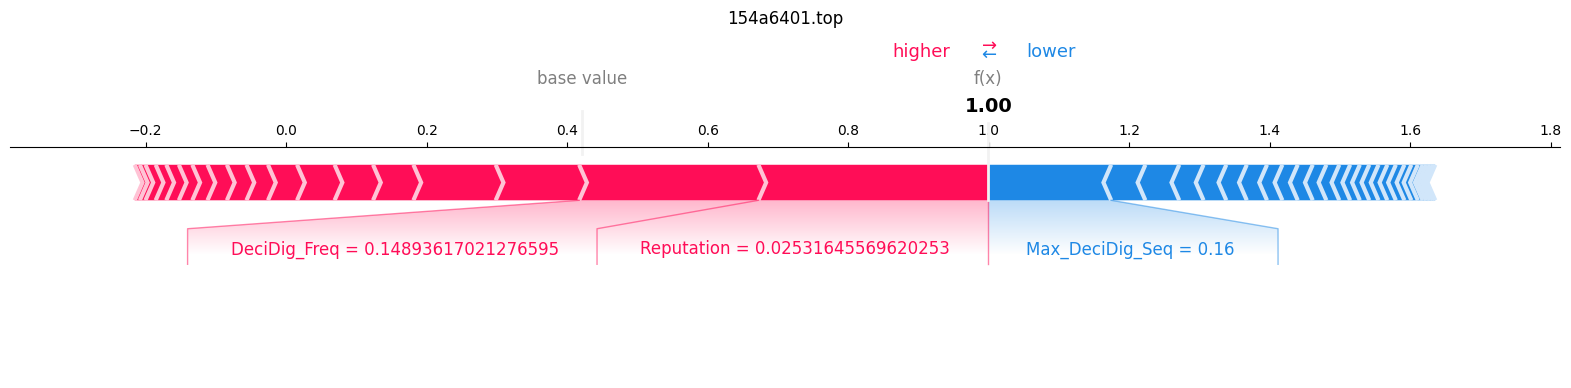 154a6401.top
higher ⇄ lower
base value f(x)
1.00
−0.2 0.0 0.2 0.4 0.6 0.8 1.0 1.2 1.4 1.6 1.8
DeciDig_Freq = 0.14893617021276595 Reputation = 0.02531645569620253 Max_DeciDig_Seq = 0.16